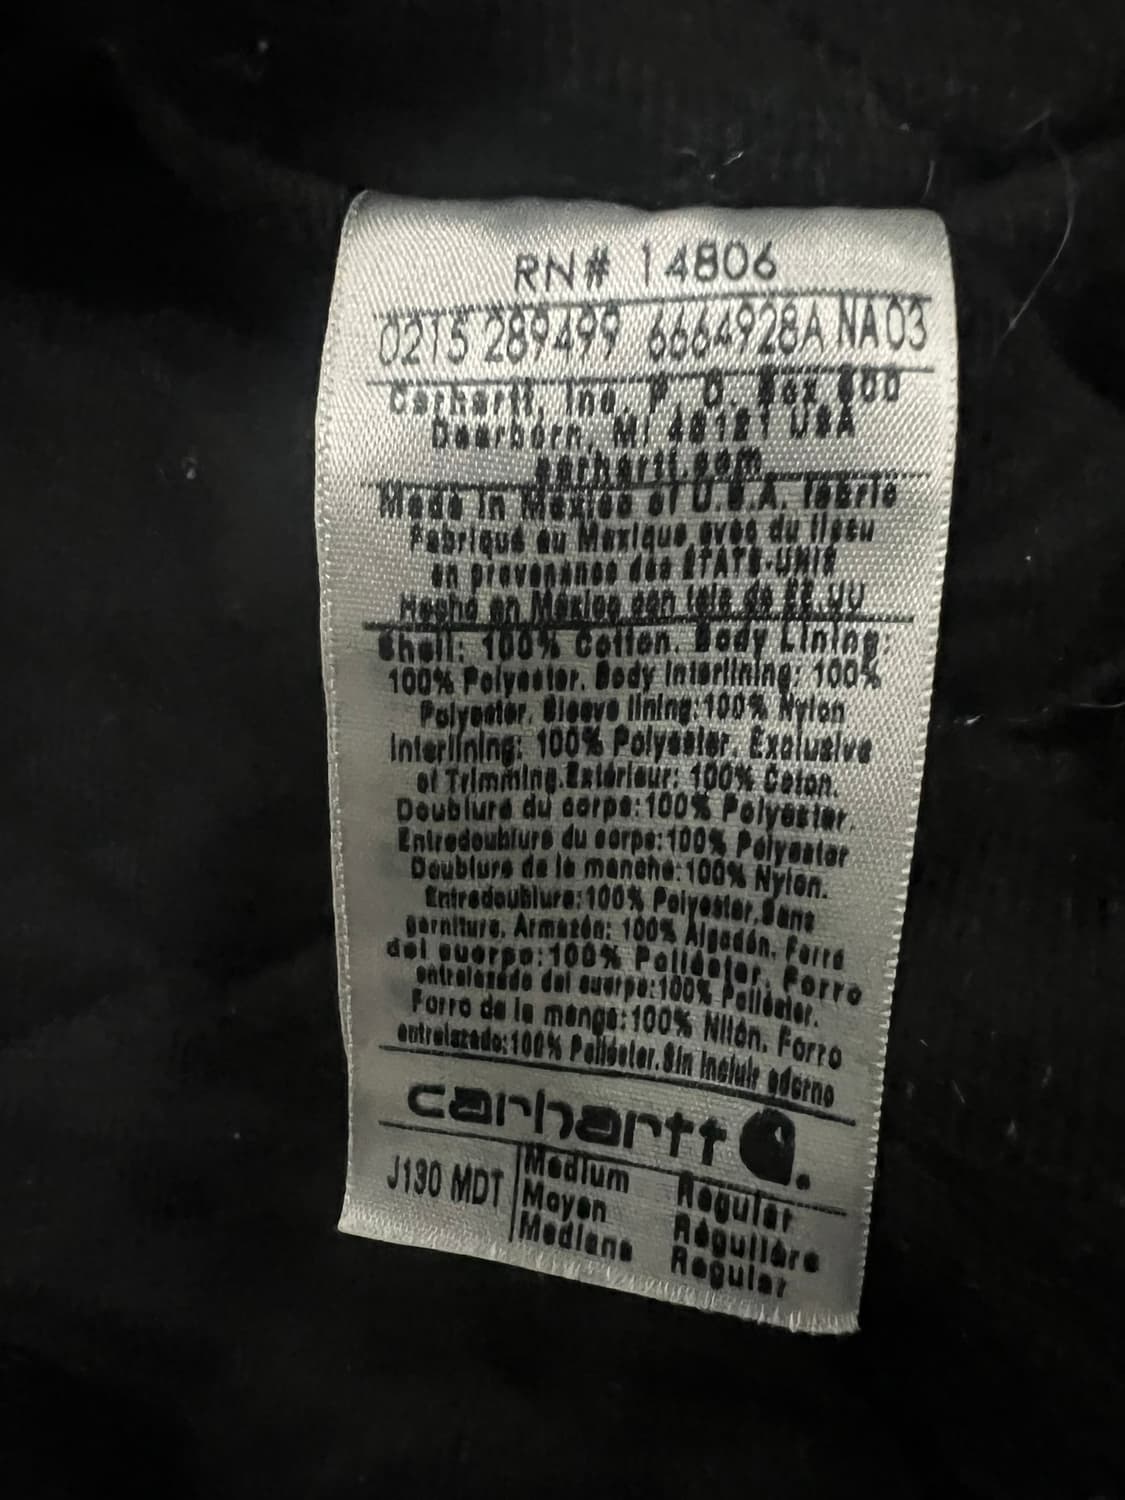 RN# 14806
0215 289499 6664928A NA03
Carhartt, Inc. P. O. Box 600
Dearborn, MI 48121 USA
carhartt.com
Made in Mexico of U.S.A. fabric
Fabriqué au Mexique avec du tissu
en provenance des ÉTATS-UNIS
Hecho en México con tela de EE.UU
Shell: 100% Cotton. Body Lining:
100% Polyester. Body Interlining: 100%
Polyester. Sleeve lining:100% Nylon
Interlining: 100% Polyester. Exclusive
of Trimming.Extérieur: 100% Coton.
Doublure du corps:100% Polyester.
Entredoublure du corps:100% Polyester
Doublure de la manche:100% Nylon.
Entredoublure:100% Polyester.Sans
garniture. Armazón: 100% Algodón. Forro
del cuerpo:100% Poliéster. Forro
entrelazado del cuerpo:100% Poliéster.
Forro de la manga:100% Nilón. Forro
entrelazado:100% Poliéster.Sin incluir adorno
carhartt
J130 MDT Medium Regular
Moyen Régulière
Mediana Regular